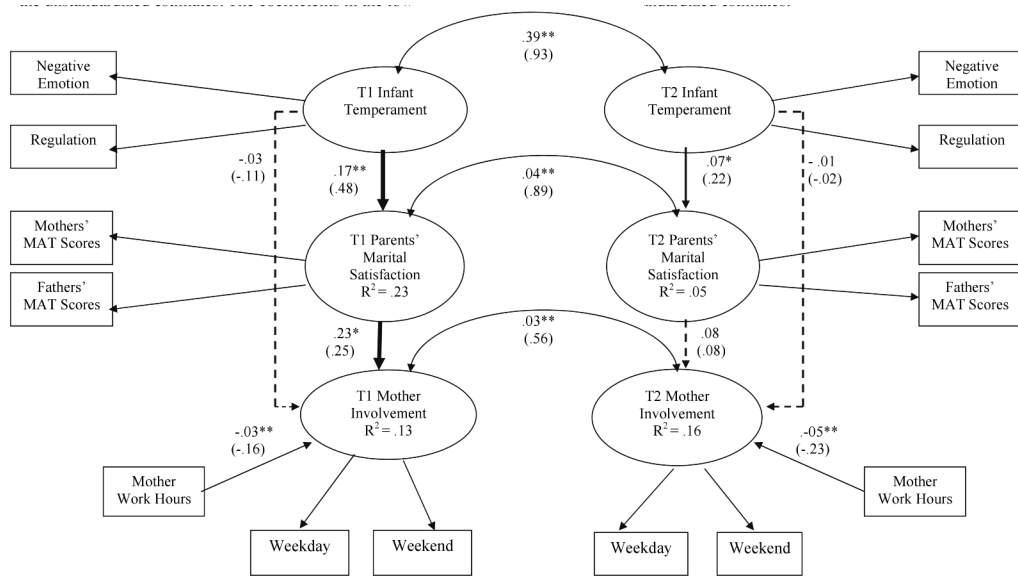 .39**
(.93)
Negative
Emotion
T1 Infant
Temperament
T2 Infant
Temperament
Negative
Emotion
Regulation
Regulation
-.03
(-.11)
.17**
(.48)
.04**
(.89)
.07*
(.22)
-.01
(-.02)
Mothers'
MAT Scores
T1 Parents'
Marital
Satisfaction
R² = .23
T2 Parents'
Marital
Satisfaction
R² = .05
Mothers'
MAT Scores
Fathers'
MAT Scores
Fathers'
MAT Scores
.23*
(.25)
.03**
(.56)
.08
(.08)
T1 Mother
Involvement
R² = .13
T2 Mother
Involvement
R² = .16
-.03**
(-.16)
.-05**
(-.23)
Mother
Work Hours
Mother
Work Hours
Weekday
Weekend
Weekday
Weekend